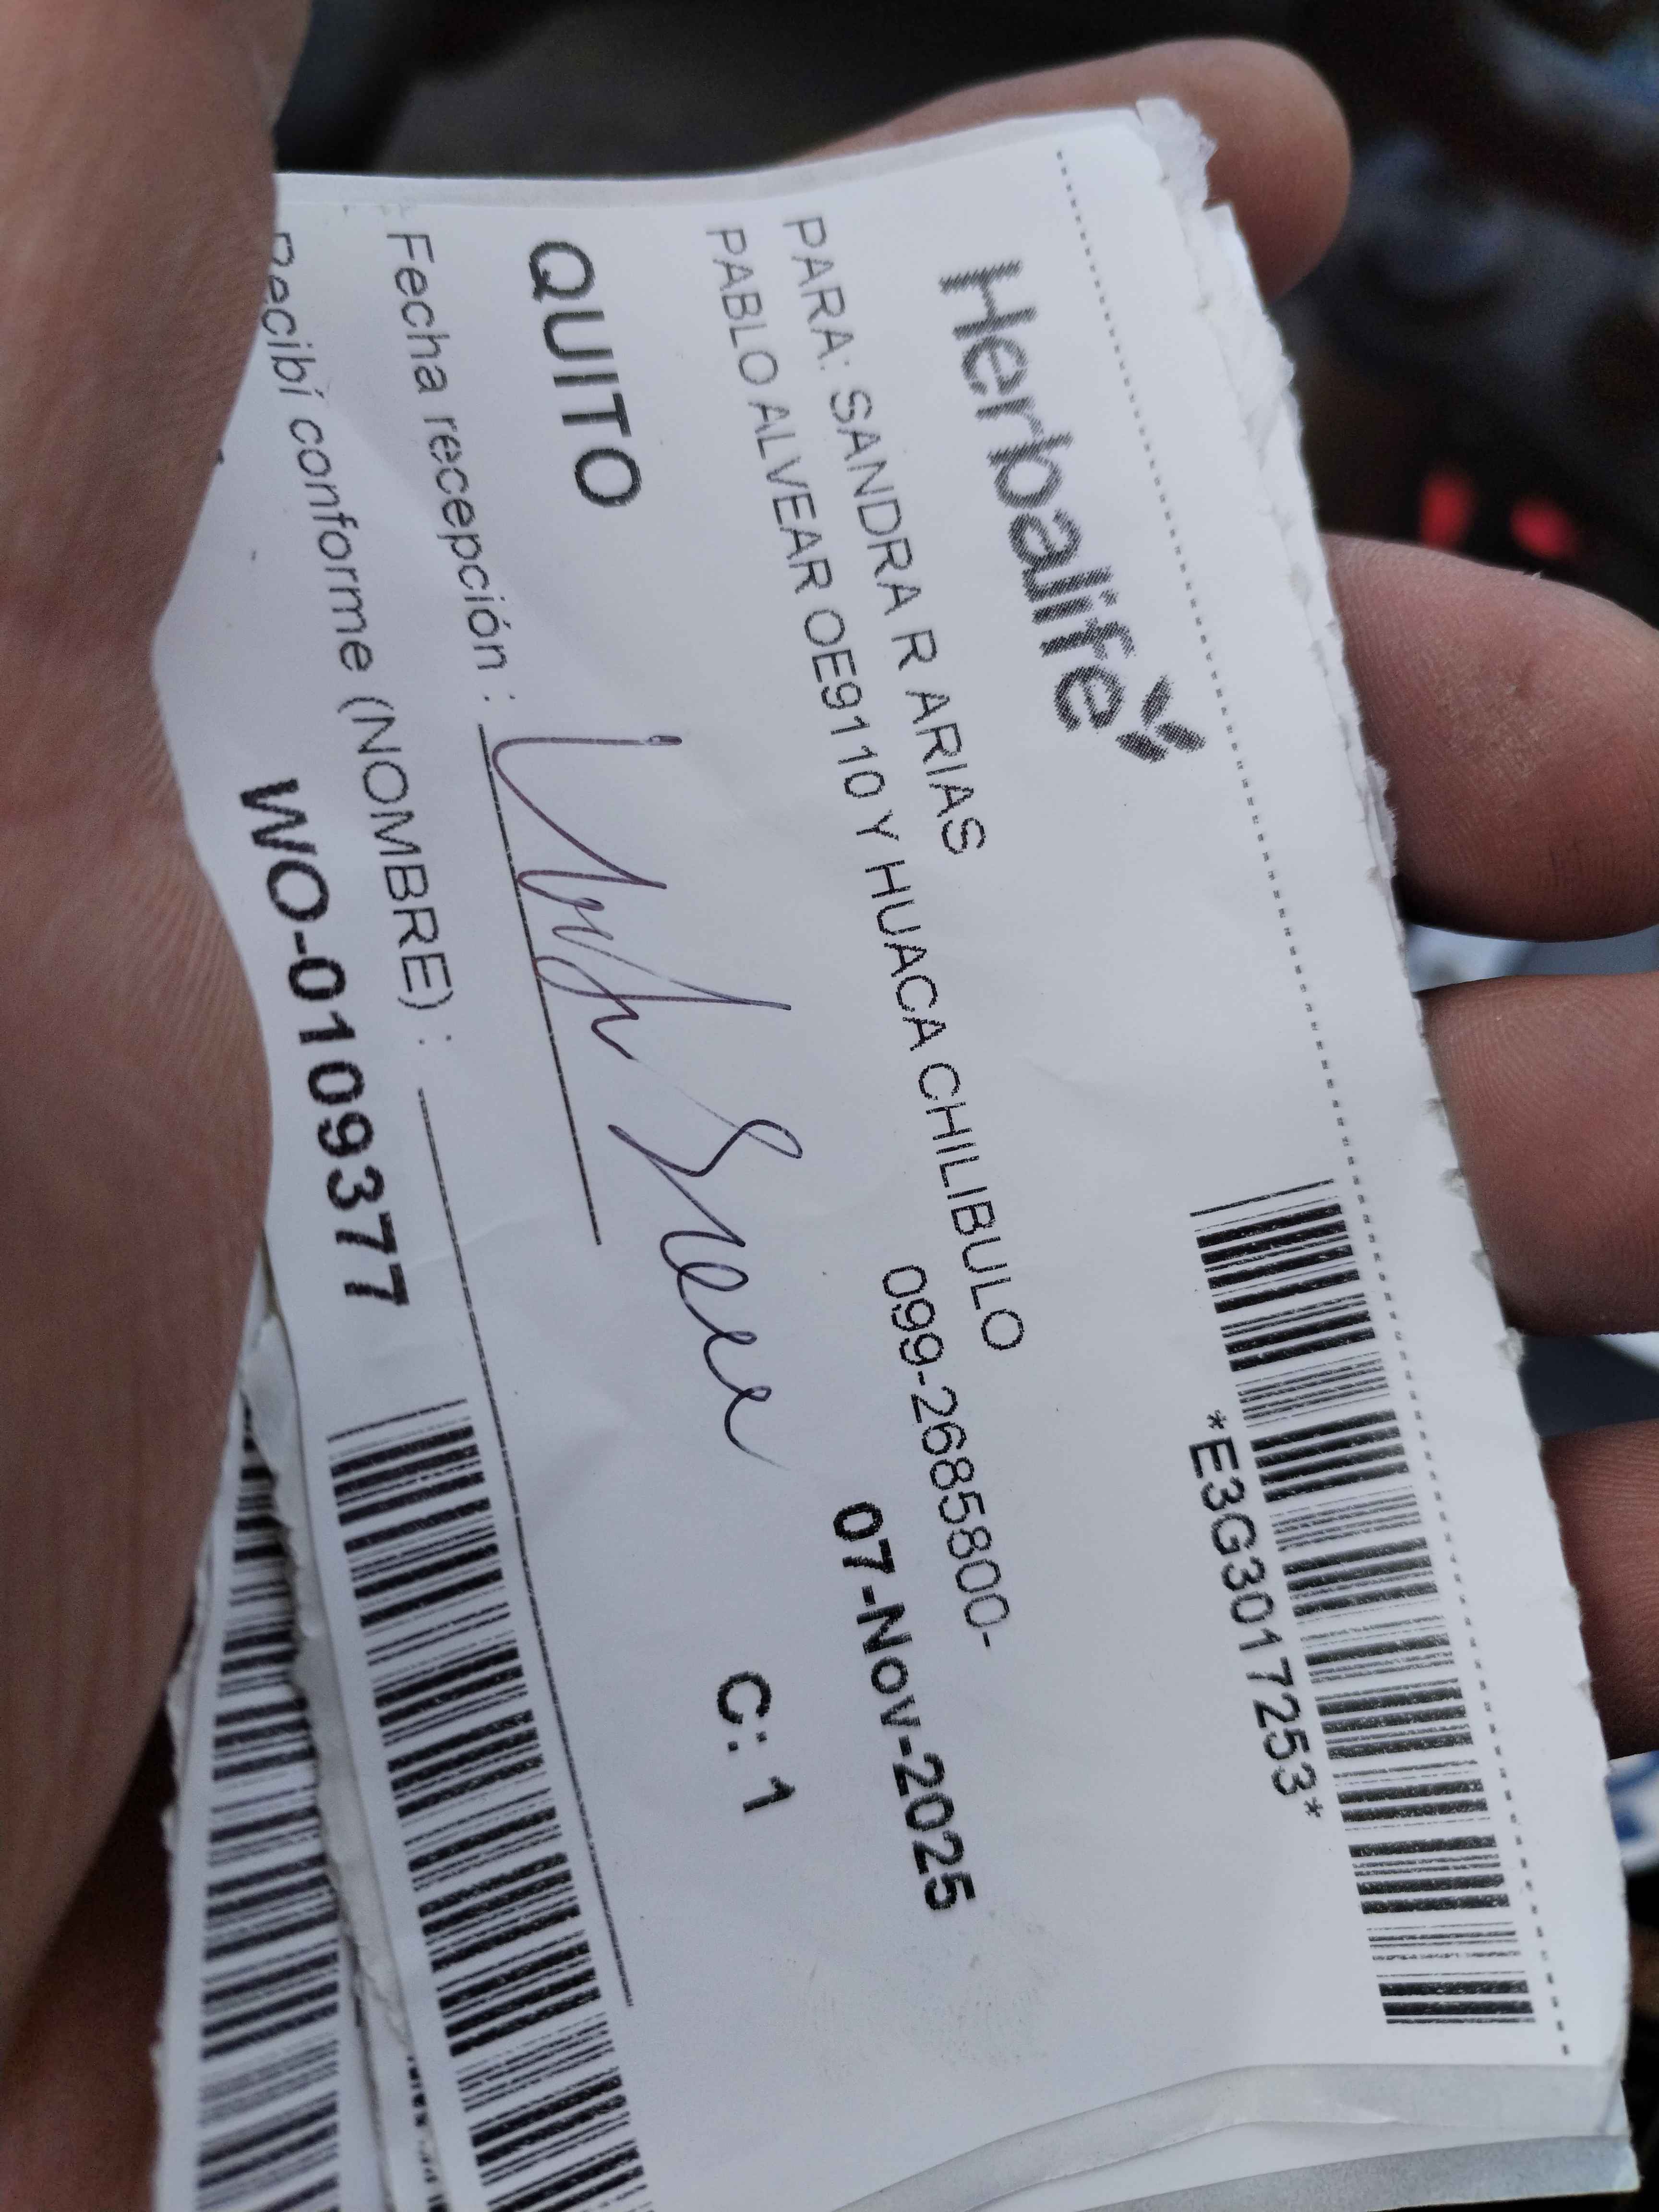 Herbalife
*E3G3017253*
PARA: SANDRA R ARIAS
PABLO ALVEAR OE9110 Y HUACA CHILIBULO
099-2685800-
07-Nov-2025
QUITO
C: 1
Fecha recepción :
Recibí conforme (NOMBRE) :
WO-0109377